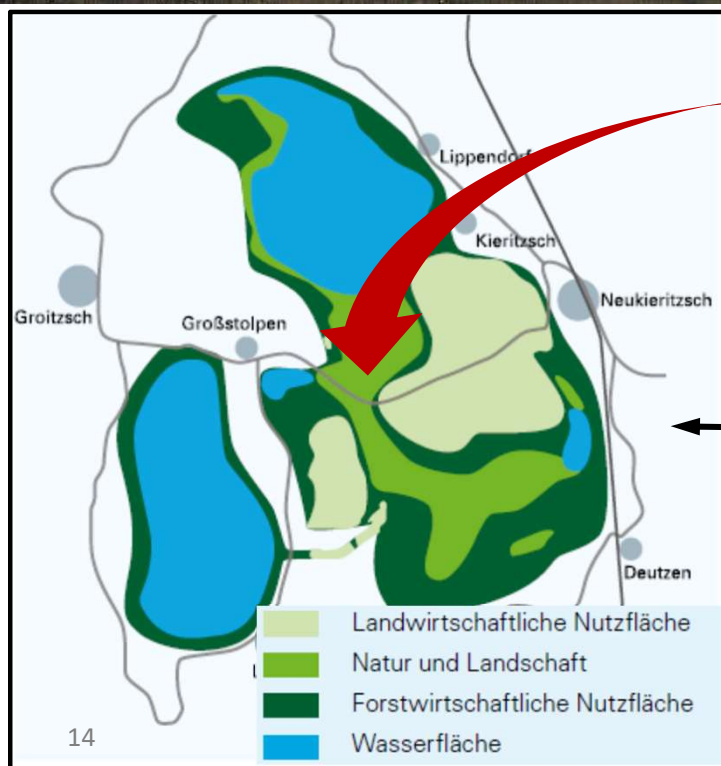 Lippendorf
Kieritzsch
Neukieritzsch
Groitzsch
Großstolpen
Deutzen
Landwirtschaftliche Nutzfläche
Natur und Landschaft
Forstwirtschaftliche Nutzfläche
Wasserfläche
14